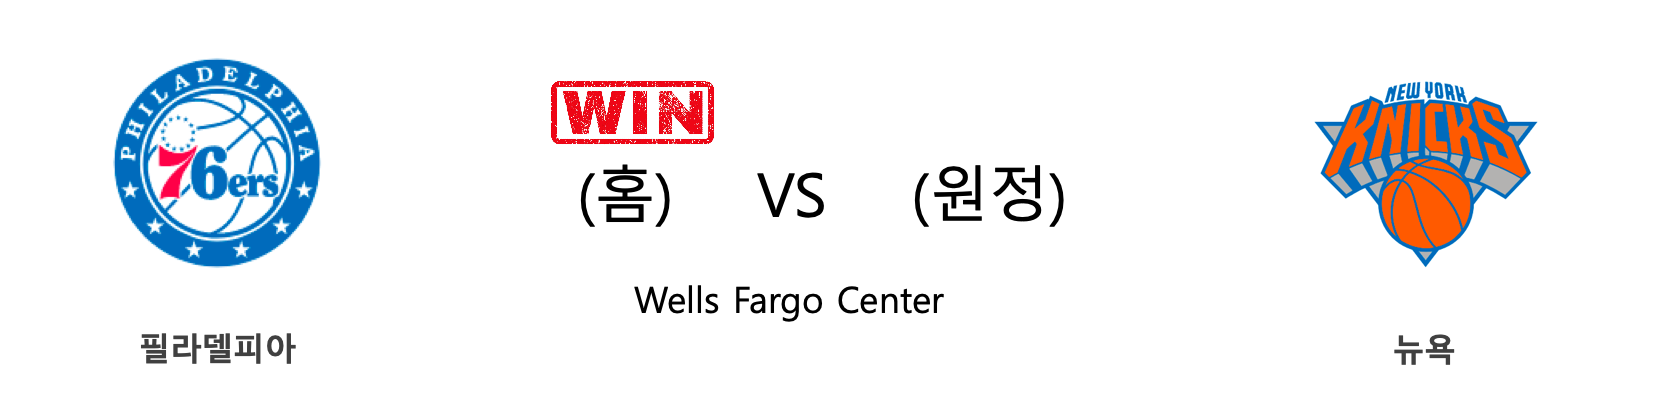 PHILADELPHIA
76ers
WIN
(홈) VS (원정)
NEW YORK
KNICKS
Wells Fargo Center
필라델피아
뉴욕